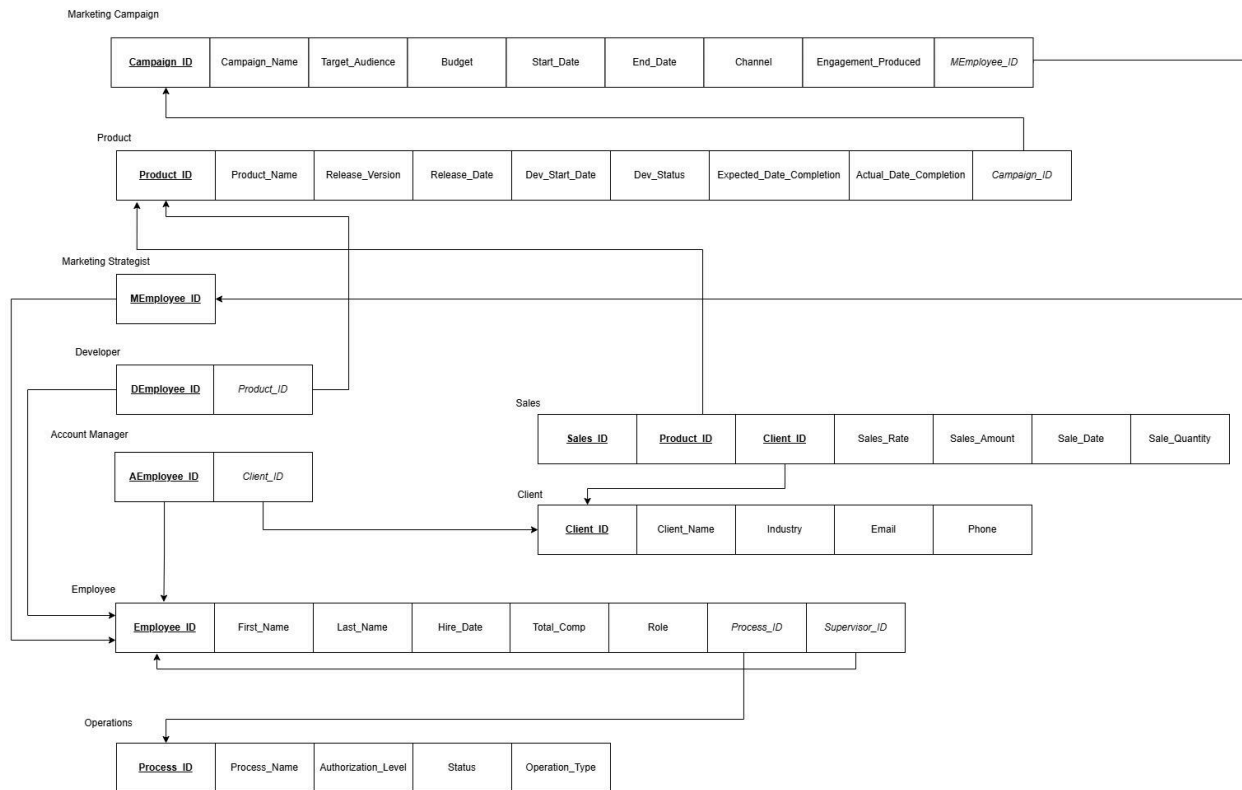 Marketing Campaign
Campaign_ID Campaign_Name Target_Audience Budget Start_Date End_Date Channel Engagement_Produced MEmployee_ID
Product
Product_ID Product_Name Release_Version Release_Date Dev_Start_Date Dev_Status Expected_Date_Completion Actual_Date_Completion Campaign_ID
Marketing Strategist
MEmployee_ID
Developer
DEmployee_ID Product_ID
Sales
Sales_ID Product_ID Client_ID Sales_Rate Sales_Amount Sale_Date Sale_Quantity
Account Manager
AEmployee_ID Client_ID
Client
Client_ID Client_Name Industry Email Phone
Employee
Employee_ID First_Name Last_Name Hire_Date Total_Comp Role Process_ID Supervisor_ID
Operations
Process_ID Process_Name Authorization_Level Status Operation_Type